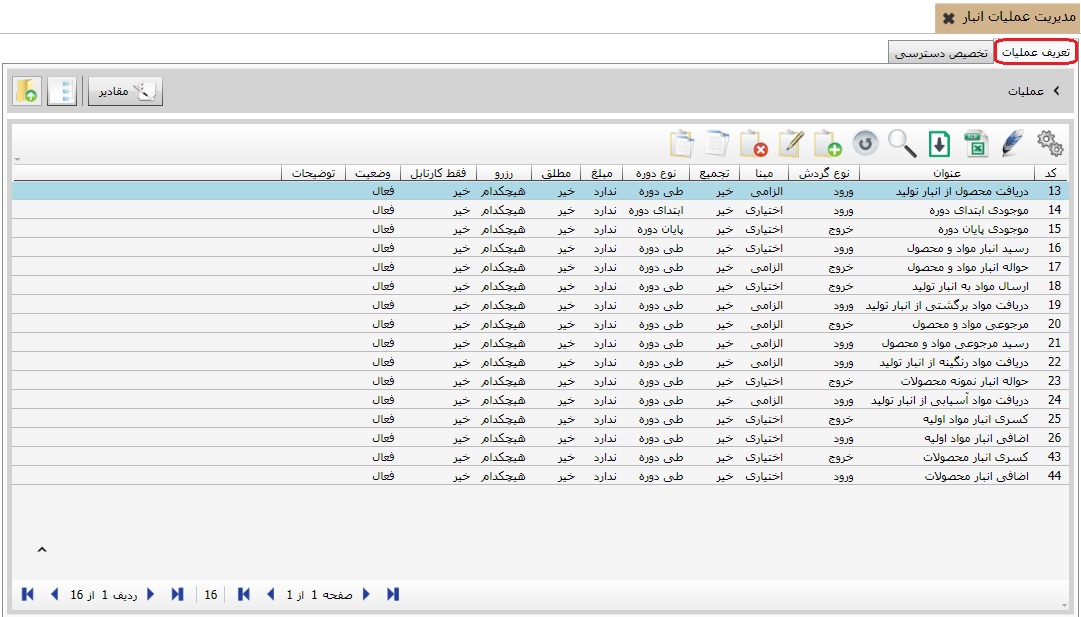 مدیریت عملیات انبار
تعریف عملیات تخصیص دسترسی
عملیات مقادیر
کد عنوان نوع گردش مبنا تجمیع نوع دوره مبلغ مطلق رزرو فقط کارتابل وضعیت توضیحات
13 دریافت محصول از انبار تولید ورود الزامی خیر طی دوره ندارد خیر هیچکدام خیر فعال
14 موجودی ابتدای دوره ورود اختیاری خیر ابتدای دوره ندارد خیر هیچکدام خیر فعال
15 موجودی پایان دوره خروج اختیاری خیر پایان دوره ندارد خیر هیچکدام خیر فعال
16 رسید انبار مواد و محصول ورود اختیاری خیر طی دوره ندارد خیر هیچکدام خیر فعال
17 حواله انبار مواد و محصول خروج الزامی خیر طی دوره ندارد خیر هیچکدام خیر فعال
18 ارسال مواد به انبار تولید خروج اختیاری خیر طی دوره ندارد خیر هیچکدام خیر فعال
19 دریافت مواد برگشتی از انبار تولید ورود الزامی خیر طی دوره ندارد خیر هیچکدام خیر فعال
20 مرجوعی مواد و محصول خروج الزامی خیر طی دوره ندارد خیر هیچکدام خیر فعال
21 رسید مرجوعی مواد و محصول ورود الزامی خیر طی دوره ندارد خیر هیچکدام خیر فعال
22 دریافت مواد رنگینه از انبار تولید ورود الزامی خیر طی دوره ندارد خیر هیچکدام خیر فعال
23 حواله انبار نمونه محصولات خروج اختیاری خیر طی دوره ندارد خیر هیچکدام خیر فعال
24 دریافت مواد آسیابی از انبار تولید ورود الزامی خیر طی دوره ندارد خیر هیچکدام خیر فعال
25 کسری انبار مواد اولیه خروج اختیاری خیر طی دوره ندارد خیر هیچکدام خیر فعال
26 اضافی انبار مواد اولیه ورود اختیاری خیر طی دوره ندارد خیر هیچکدام خیر فعال
43 کسری انبار محصولات خروج اختیاری خیر طی دوره ندارد خیر هیچکدام خیر فعال
44 اضافی انبار محصولات ورود اختیاری خیر طی دوره ندارد خیر هیچکدام خیر فعال
صفحه 1 از 1 16 ردیف 1 از 16